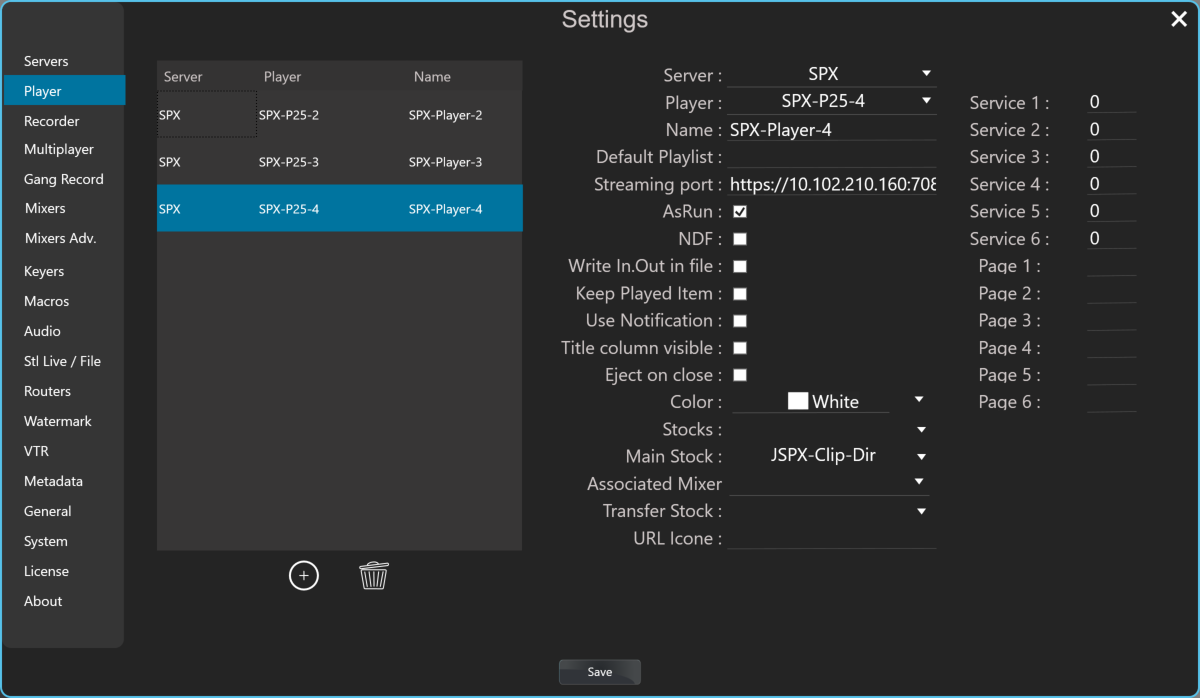 Settings
Servers
Player
Recorder
Multiplayer
Gang Record
Mixers
Mixers Adv.
Keyers
Macros
Audio
Stl Live / File
Routers
Watermark
VTR
Metadata
General
System
License
About
Server Player Name
SPX SPX-P25-2 SPX-Player-2
SPX SPX-P25-3 SPX-Player-3
SPX SPX-P25-4 SPX-Player-4
Server : SPX
Player : SPX-P25-4
Name : SPX-Player-4
Default Playlist :
Streaming port : https://10.102.210.160:708
AsRun :
NDF :
Write In.Out in file :
Keep Played Item :
Use Notification :
Title column visible :
Eject on close :
Color : White
Stocks :
Main Stock : JSPX-Clip-Dir
Associated Mixer
Transfer Stock :
URL Icone :
Service 1 : 0
Service 2 : 0
Service 3 : 0
Service 4 : 0
Service 5 : 0
Service 6 : 0
Page 1 :
Page 2 :
Page 3 :
Page 4 :
Page 5 :
Page 6 :
Save